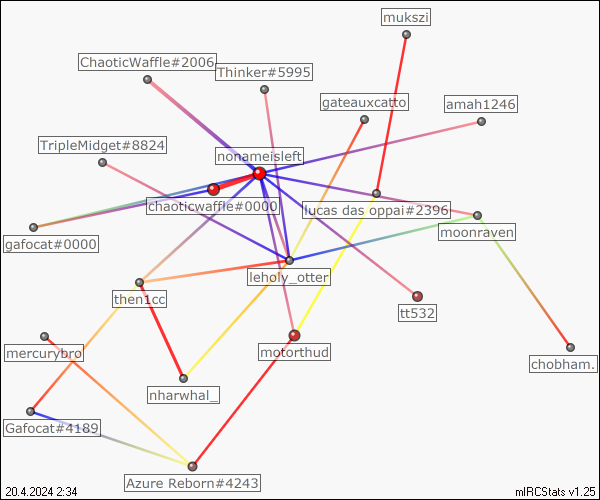 mukszi
ChaoticWaffle#2006
Thinker#5995
gateauxcatto
amah1246
TripleMidget#8824
nonameisleft
chaoticwaffle#0000
lucas das oppai#2396
moonraven
gafocat#0000
leholy_otter
then1cc
tt532
mercurybro
motorthud
chobham.
nharwhal_
Gafocat#4189
Azure Reborn#4243
20.4.2024 2:34
mIRCStats v1.25